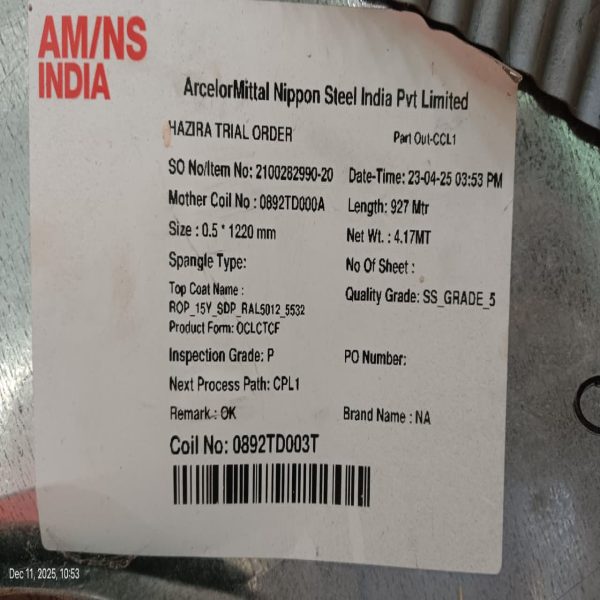 AM/NS
INDIA
ArcelorMittal Nippon Steel India Pvt Limited
HAZIRA TRIAL ORDER Part Out-CCL1
SO No/Item No: 2100282990-20 Date-Time: 23-04-25 03:53 PM
Mother Coil No : 0892TD000A Length: 927 Mtr
Size : 0.5 * 1220 mm Net Wt. : 4.17MT
Spangle Type: No Of Sheet :
Top Coat Name : Quality Grade: SS_GRADE_5
ROP_15Y_SDP_RAL5012_5532
Product Form: OCLCTCF
Inspection Grade: P PO Number:
Next Process Path: CPL1
Remark : OK Brand Name : NA
Coil No: 0892TD003T
Dec 11, 2025, 10:53